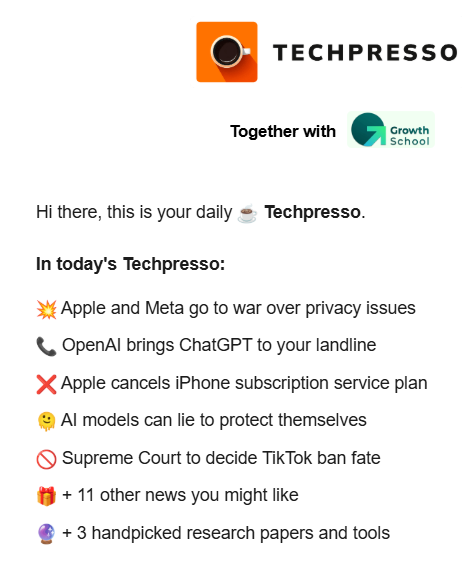 TECHPRESSO
Together with Growth School
Hi there, this is your daily ☕ Techpresso.
In today's Techpresso:
💥 Apple and Meta go to war over privacy issues
📞 OpenAI brings ChatGPT to your landline
❌ Apple cancels iPhone subscription service plan
🫠 AI models can lie to protect themselves
🚫 Supreme Court to decide TikTok ban fate
🎁 + 11 other news you might like
🔮 + 3 handpicked research papers and tools